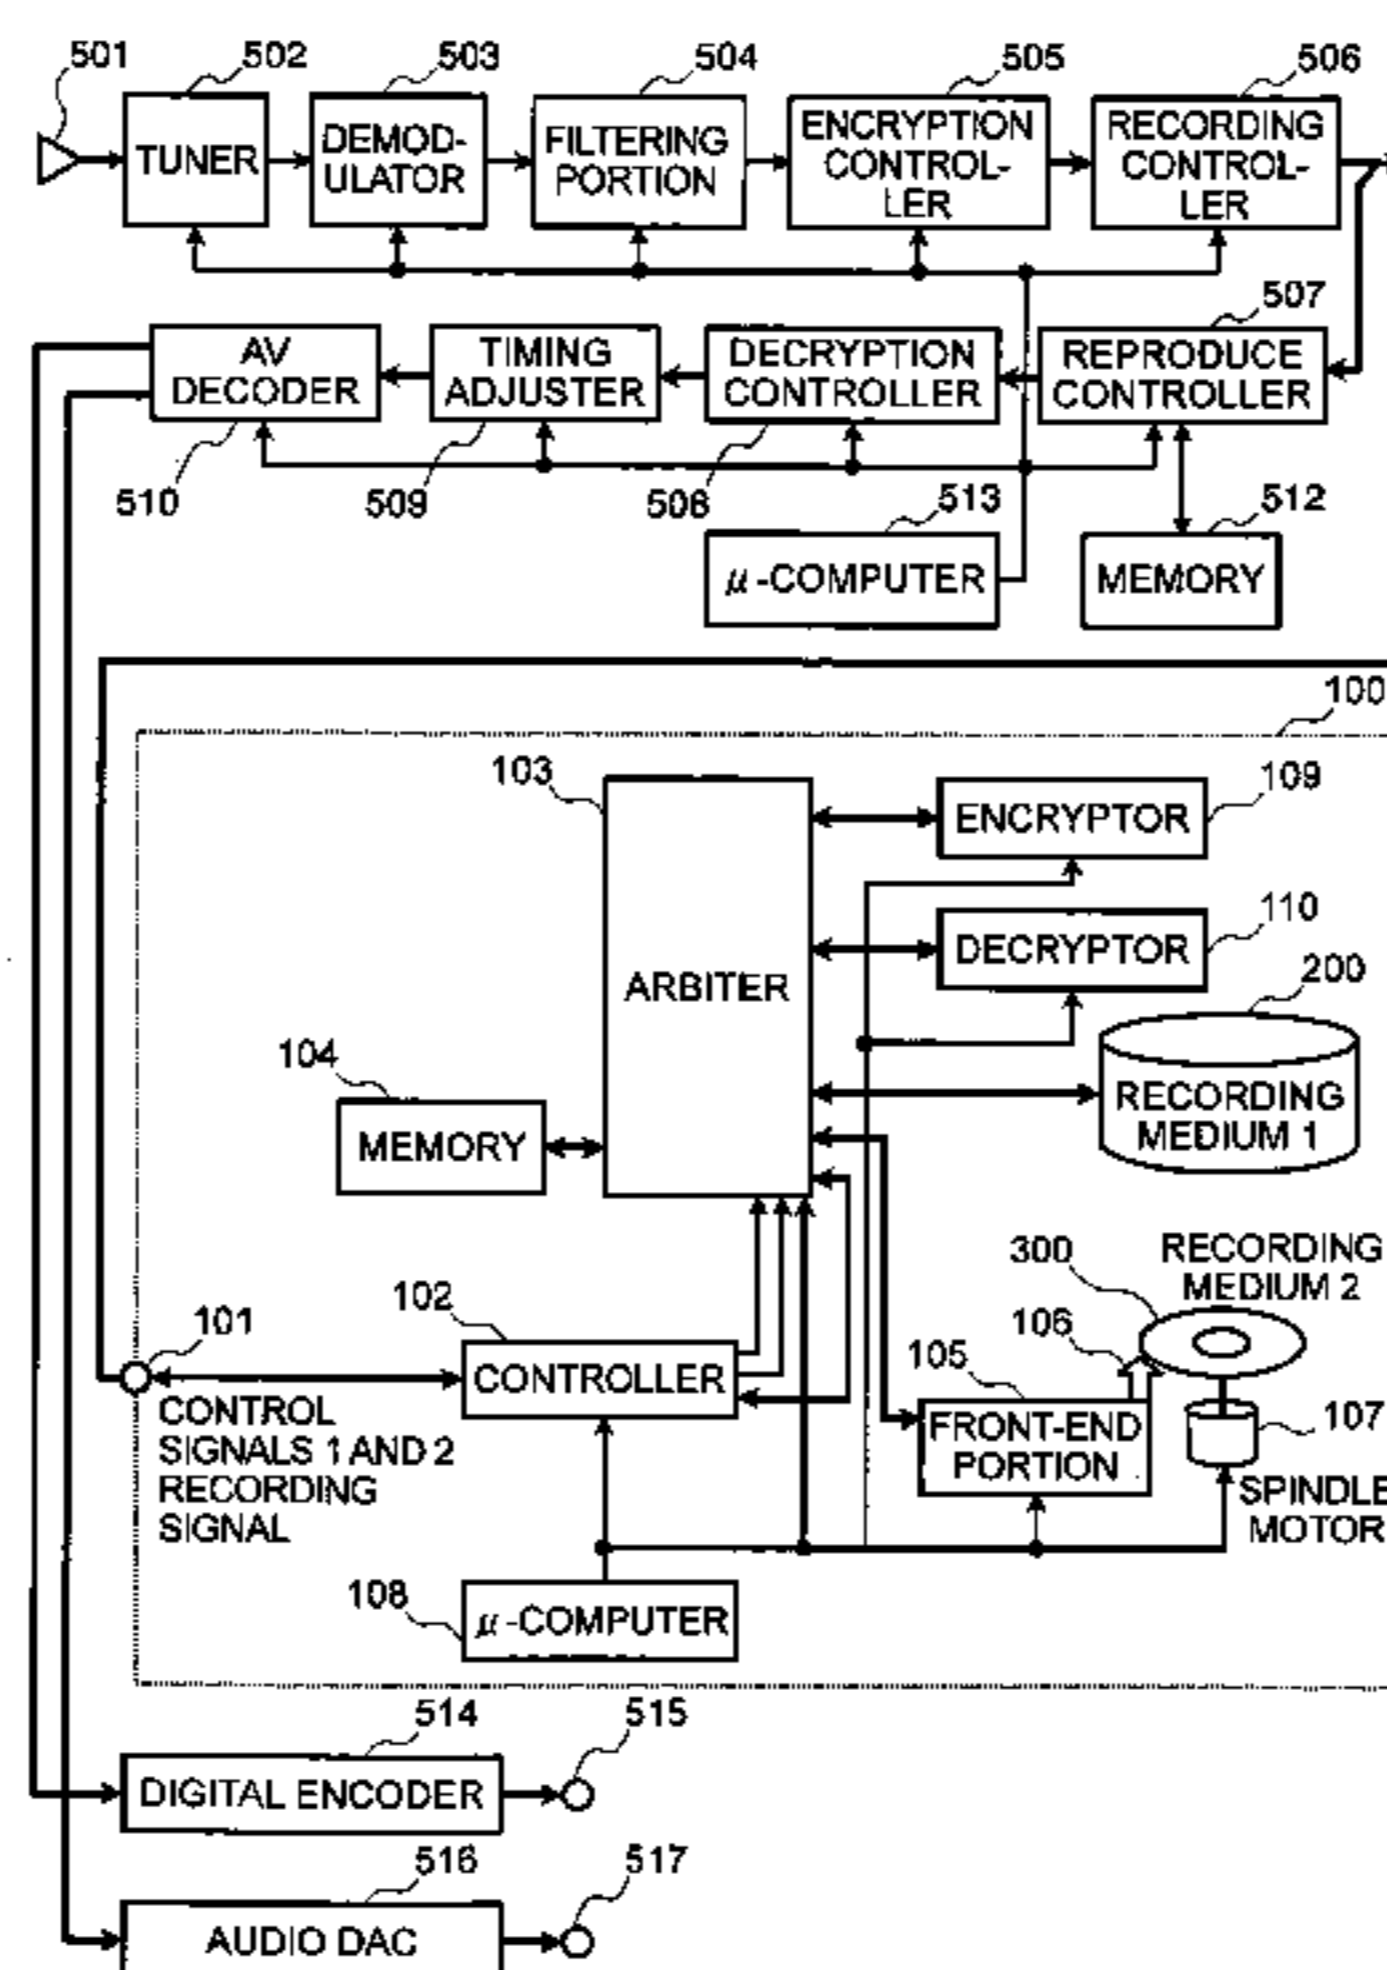 501
502
503
504
505
506
TUNER
DEMOD-
ULATOR
FILTERING
PORTION
ENCRYPTION
CONTROL-
LER
RECORDING
CONTROL-
LER
507
AV
DECODER
TIMING
ADJUSTER
DECRYPTION
CONTROLLER
REPRODUCE
CONTROLLER
510
509
508
513
512
μ-COMPUTER
MEMORY
100
103
109
ENCRYPTOR
110
DECRYPTOR
ARBITER
200
RECORDING
MEDIUM 1
104
MEMORY
300
RECORDING
MEDIUM 2
102
101
106
105
CONTROLLER
107
CONTROL
SIGNALS 1 AND 2
RECORDING
SIGNAL
FRONT-END
PORTION
SPINDLE
MOTOR
108
μ-COMPUTER
514
515
DIGITAL ENCODER
516
517
AUDIO DAC